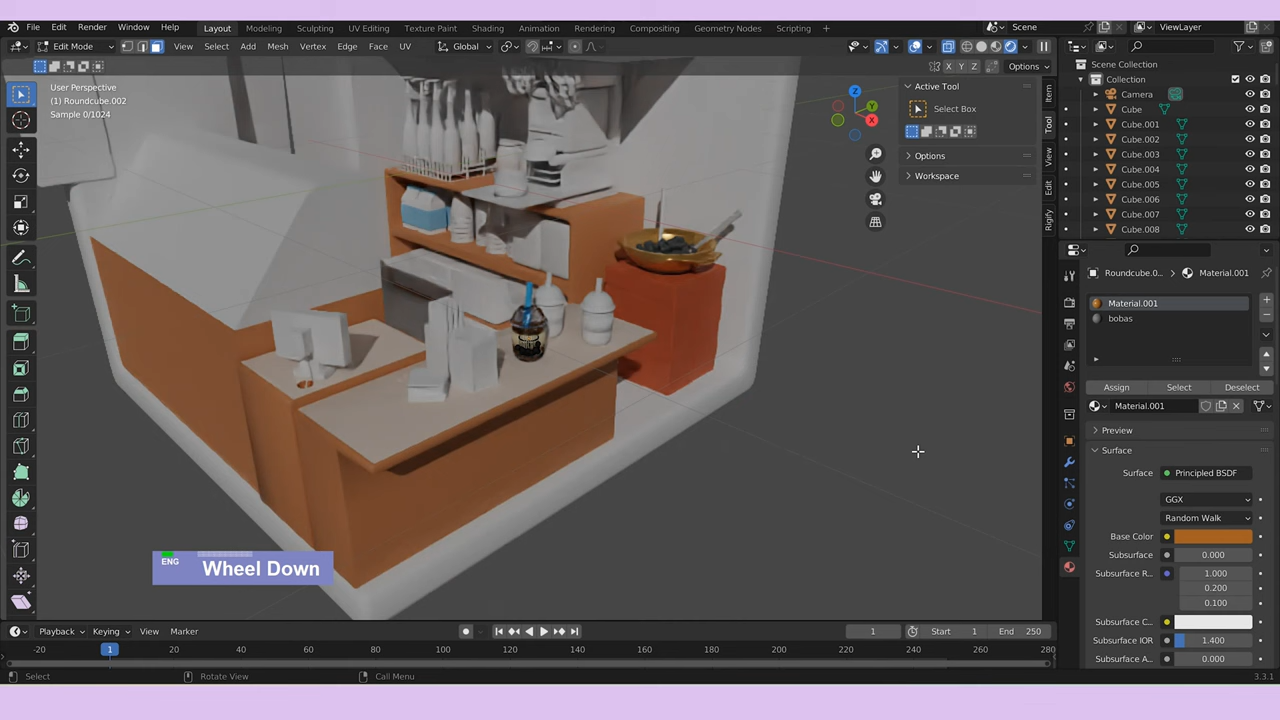 File Edit Render Window Help Layout Modeling Sculpting UV Editing Texture Paint Shading Animation Rendering Compositing Geometry Nodes Scripting + Scene ViewLayer
Edit Mode View Select Add Mesh Vertex Edge Face UV Global
X Y Z Options
User Perspective
(1) Roundcube.002
Sample 0/1024
Z
Y
X
Active Tool
Select Box
Options
Workspace
Item
Tool
View
Edit
Rigify
Scene Collection
Collection
Camera
Cube
Cube.001
Cube.002
Cube.003
Cube.004
Cube.005
Cube.006
Cube.007
Cube.008
Roundcube.0... Material.001
Material.001
bobas
Assign Select Deselect
Material.001
Preview
Surface
Surface Principled BSDF
GGX
Random Walk
Base Color
Subsurface 0.000
Subsurface R... 1.000
0.200
0.100
Subsurface C...
Subsurface IOR 1.400
Subsurface A... 0.000
ENG Wheel Down
Playback Keying View Marker 1 Start 1 End 250
-20 1 20 40 60 80 100 120 140 160 180 200 220 240 260 280
Select Rotate View Call Menu 3.3.1